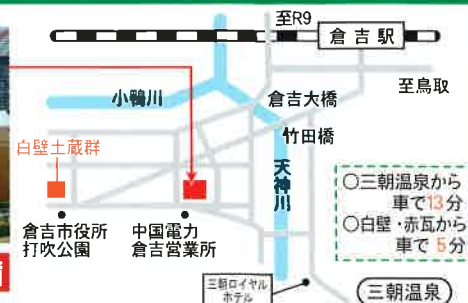 至R9
倉吉駅
至鳥取
小鴨川
倉吉大橋
竹田橋
白壁土蔵群
天神川
○三朝温泉から
車で13分
○白壁・赤瓦から
車で 5分
倉吉市役所
打吹公園
中国電力
倉吉営業所
三朝ロイヤル
ホテル
三朝温泉